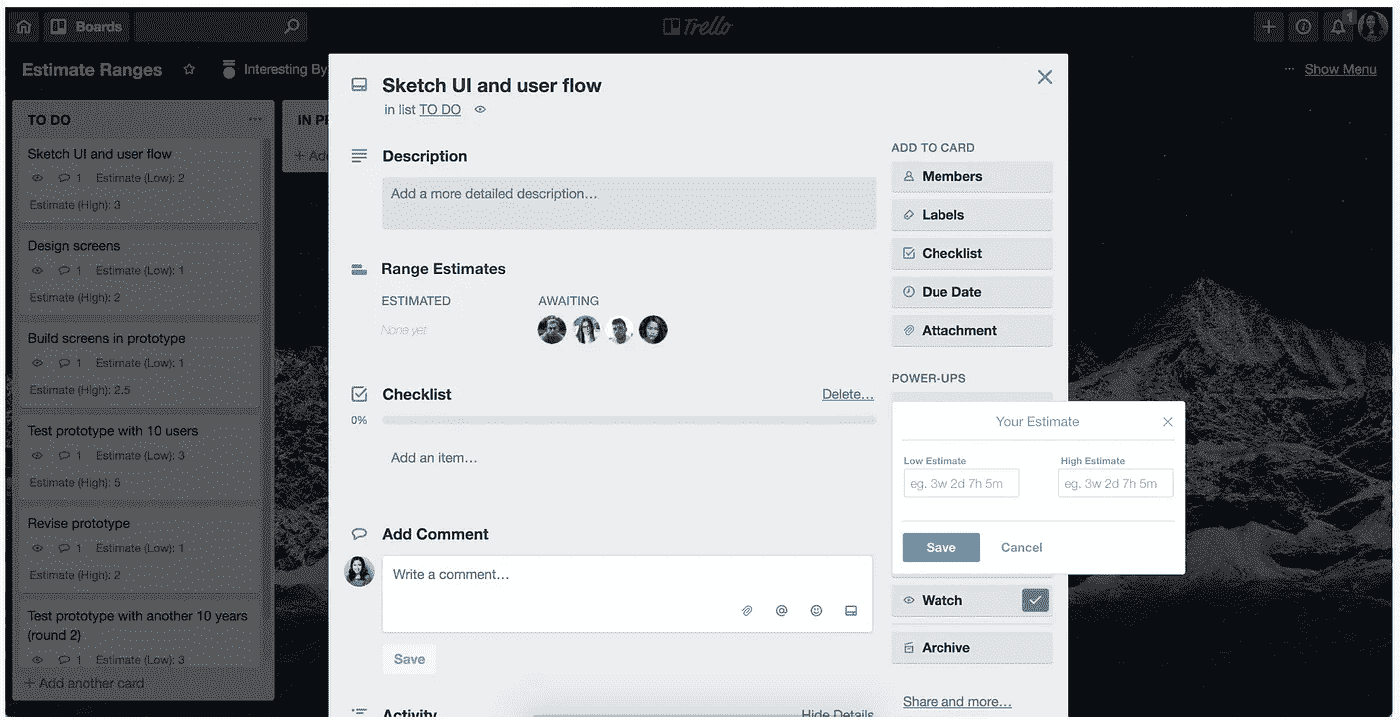 Boards
Trello
1
Estimate Ranges
Interesting By
Show Menu
TO DO
Sketch UI and user flow
1 Estimate (Low): 2
Estimate (High): 3
Design screens
1 Estimate (Low): 1
Estimate (High): 2
Build screens in prototype
1 Estimate (Low): 1
Estimate (High): 2.5
Test prototype with 10 users
1 Estimate (Low): 3
Estimate (High): 5
Revise prototype
1 Estimate (Low): 1
Estimate (High): 2
Test prototype with another 10 years
(round 2)
1 Estimate (Low): 3
+ Add another card
IN PR
+ Add
Sketch UI and user flow
in list TO DO
Description
Add a more detailed description…
Range Estimates
ESTIMATED AWAITING
None yet
Checklist Delete…
0%
Add an item…
Add Comment
Write a comment…
Save
Activity Hide Details
ADD TO CARD
Members
Labels
Checklist
Due Date
Attachment
POWER-UPS
Your Estimate
Low Estimate High Estimate
eg. 3w 2d 7h 5m eg. 3w 2d 7h 5m
Save Cancel
Watch
Archive
Share and more…